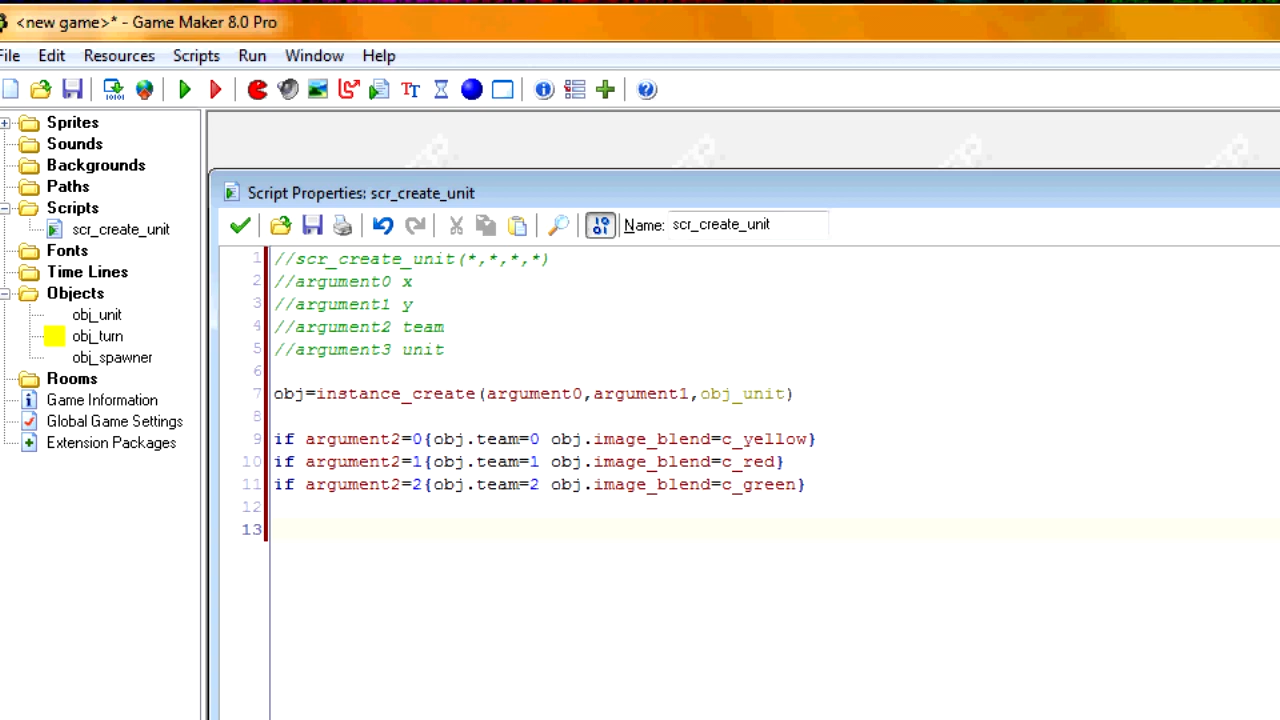 <new game>* - Game Maker 8.0 Pro
File Edit Resources Scripts Run Window Help
Sprites
Sounds
Backgrounds
Paths
Scripts
scr_create_unit
Fonts
Time Lines
Objects
obj_unit
obj_turn
obj_spawner
Rooms
Game Information
Global Game Settings
Extension Packages
Script Properties: scr_create_unit
Name: scr_create_unit
1 //scr_create_unit(*,*,*,*)
2 //argument0 x
3 //argument1 y
4 //argument2 team
5 //argument3 unit
6
7 obj=instance_create(argument0,argument1,obj_unit)
8
9 if argument2=0{obj.team=0 obj.image_blend=c_yellow}
10 if argument2=1{obj.team=1 obj.image_blend=c_red}
11 if argument2=2{obj.team=2 obj.image_blend=c_green}
12
13